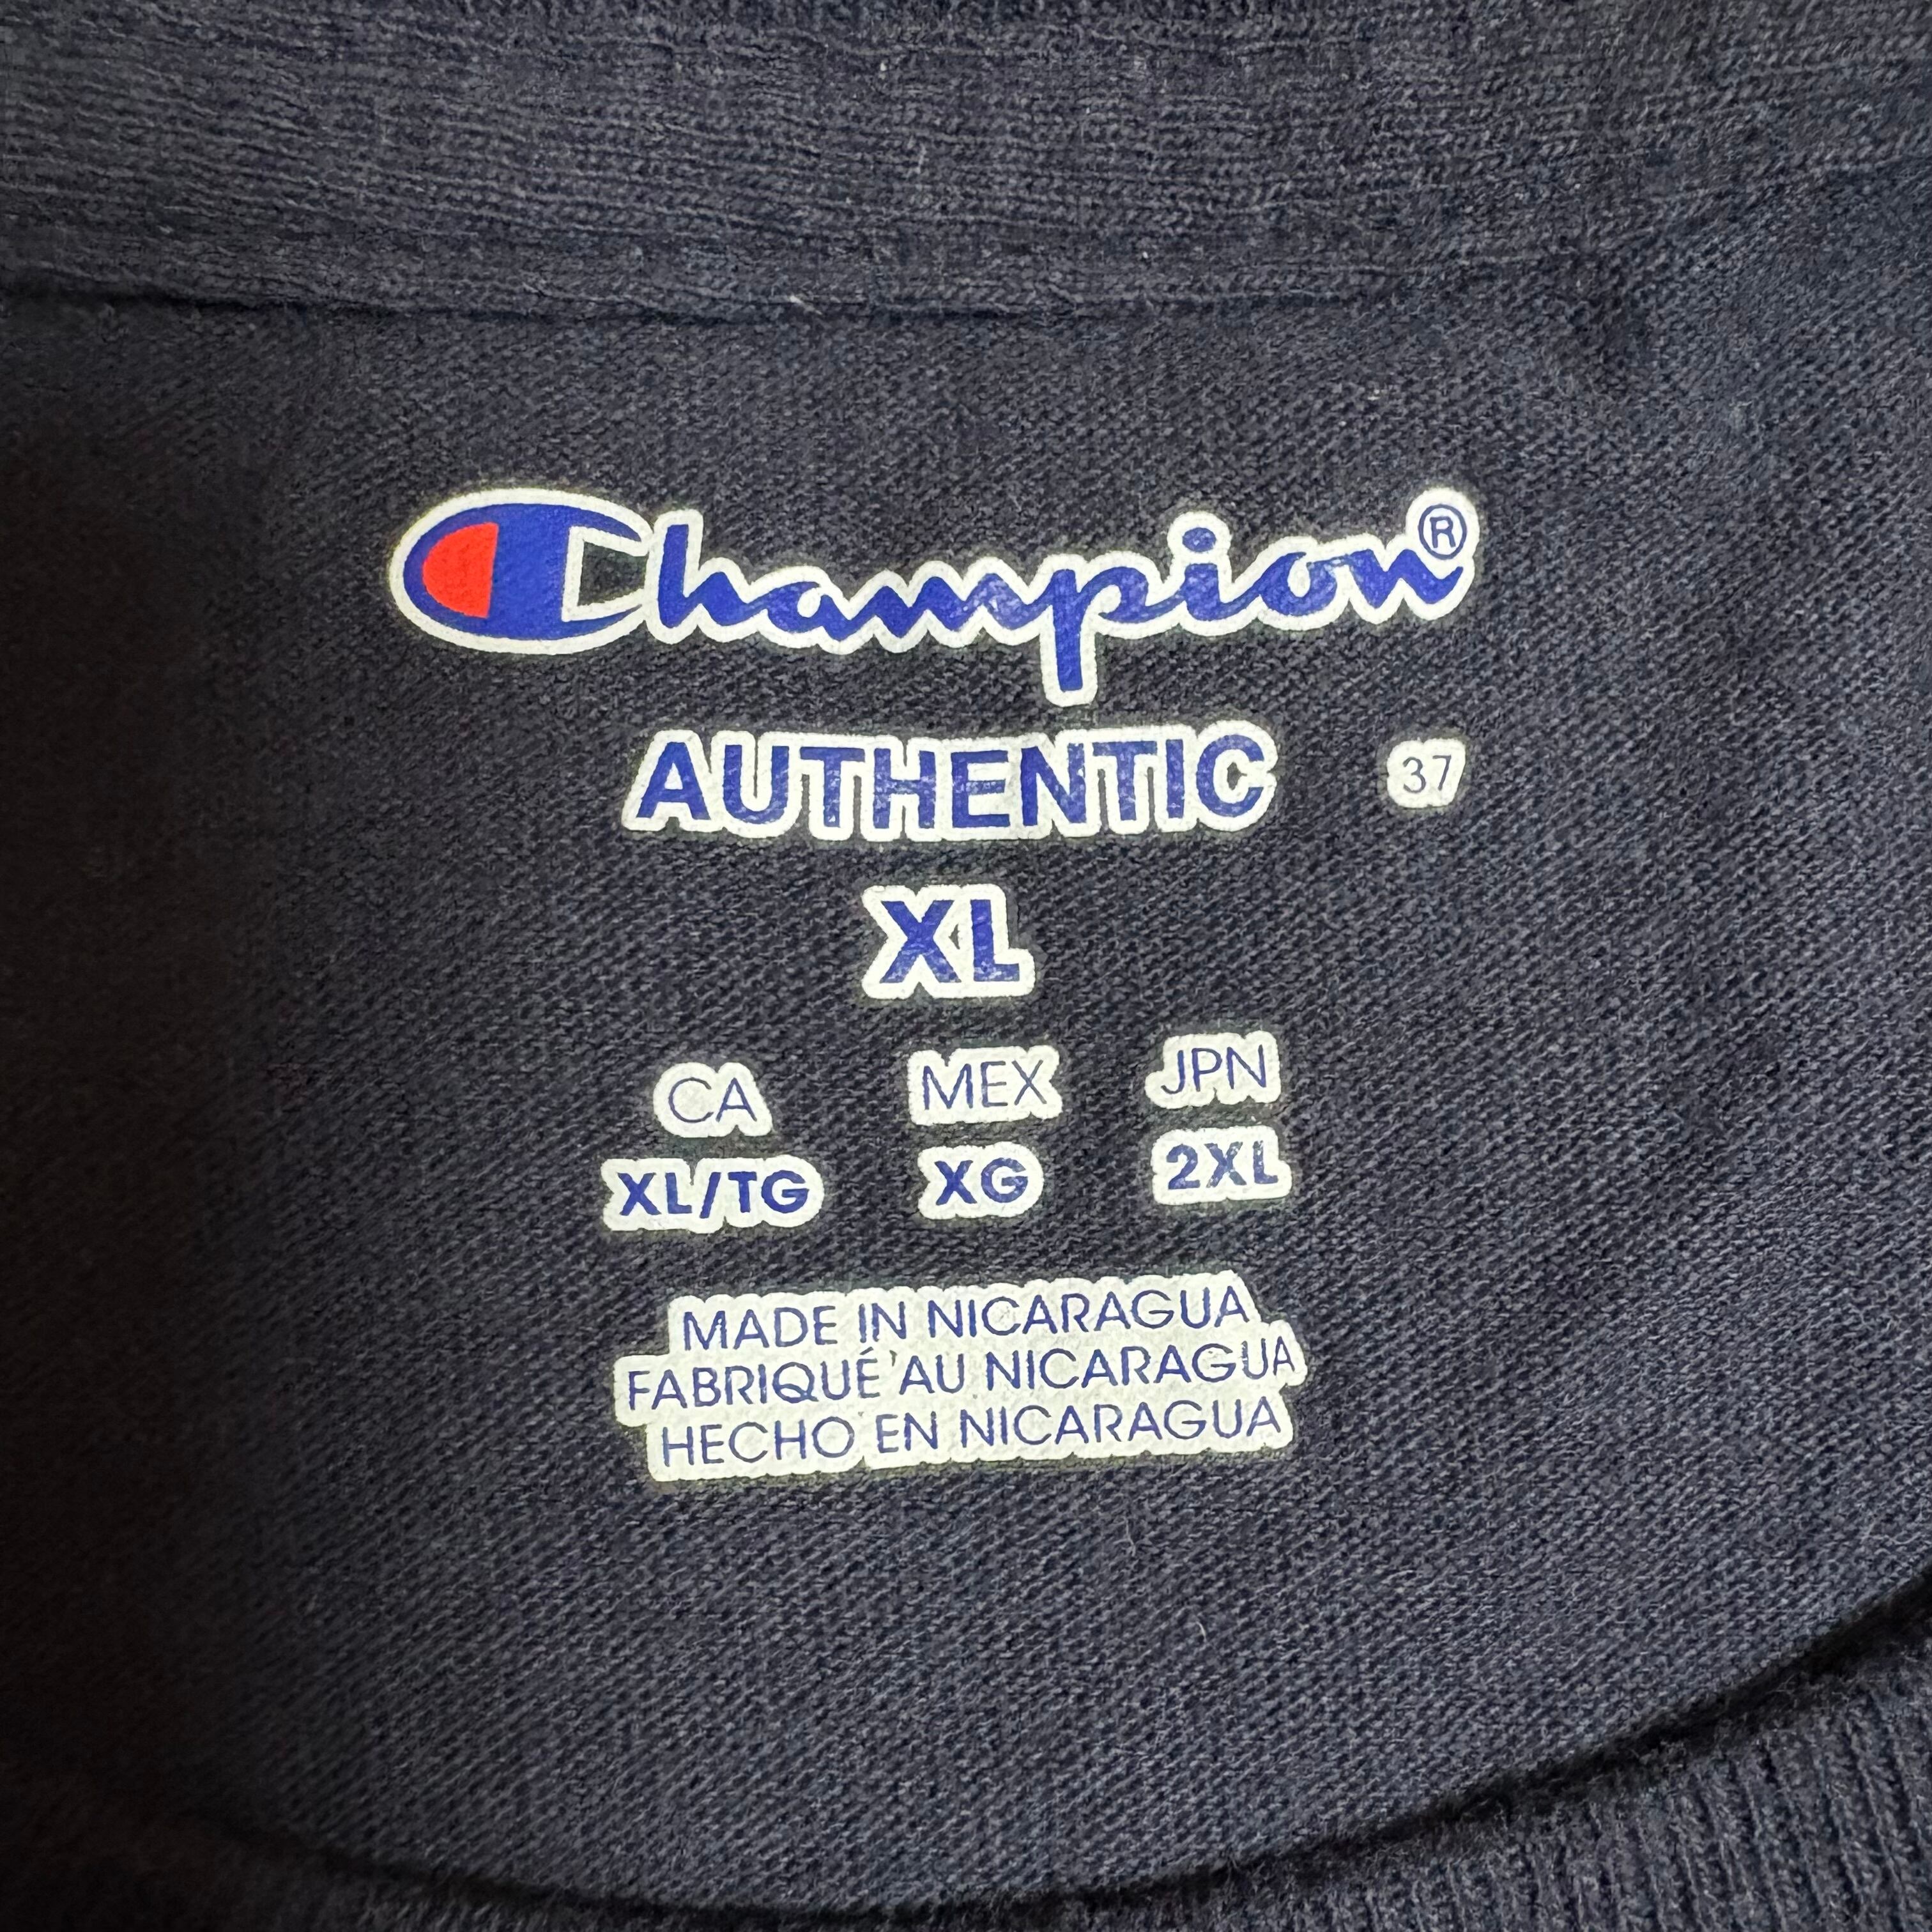 Champion®
AUTHENTIC 37
XL
CA MEX JPN
XL/TG XG 2XL
MADE IN NICARAGUA
FABRIQUÉ AU NICARAGUA
HECHO EN NICARAGUA